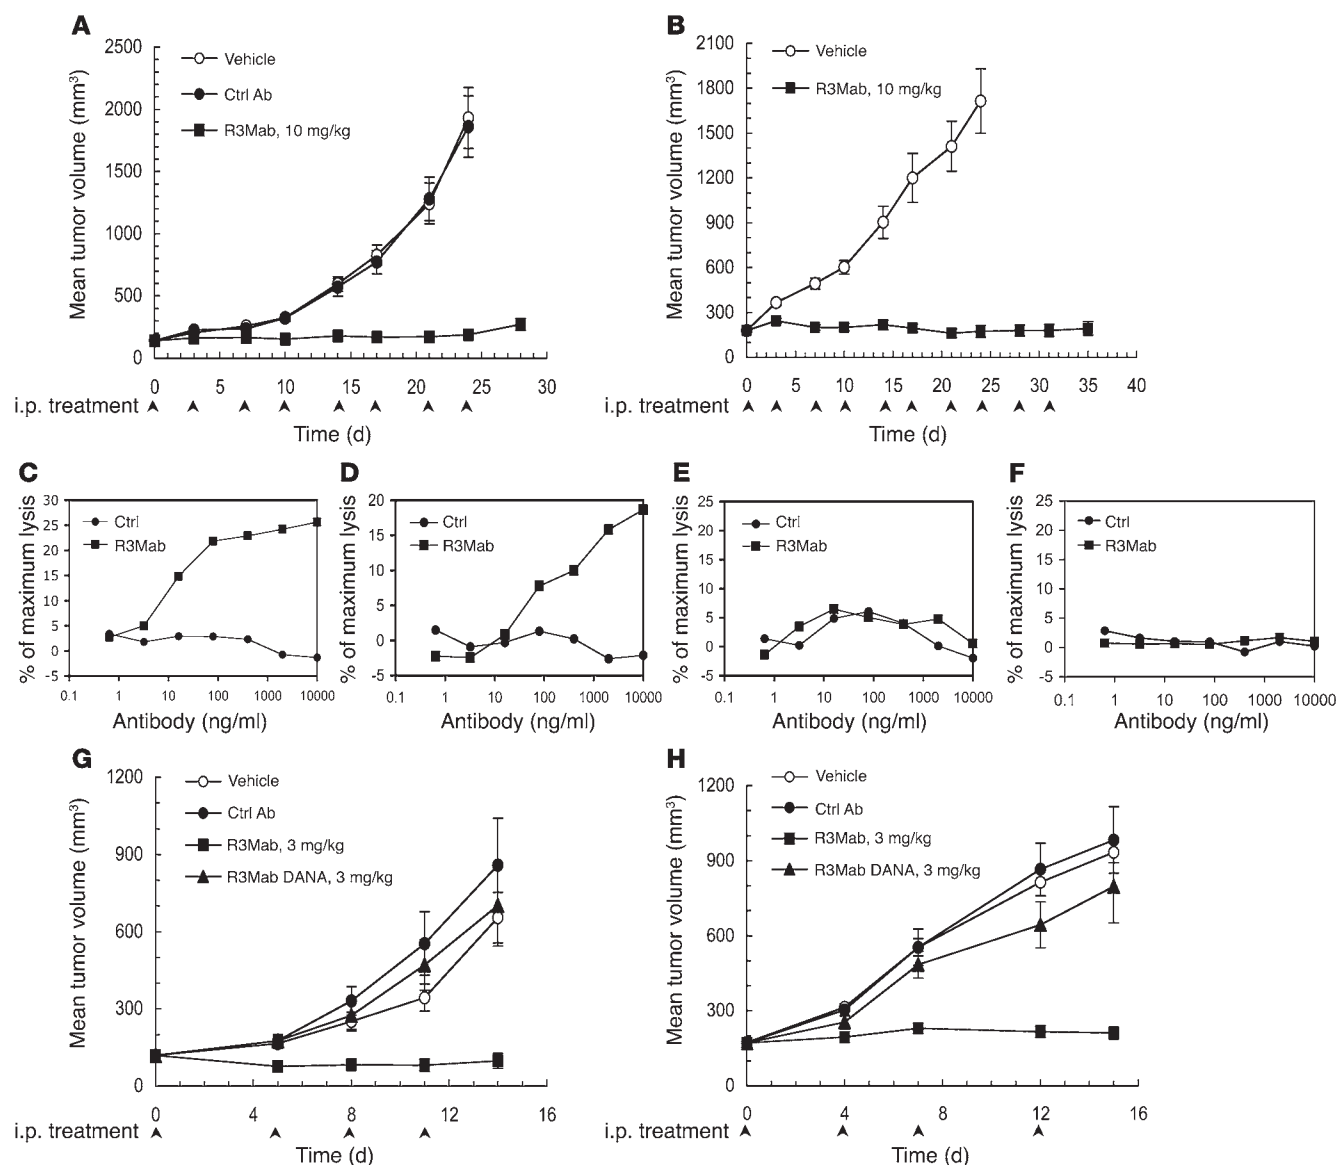 A
Mean tumor volume (mm³)
2500
2000
1500
1000
500
0
Vehicle
Ctrl Ab
R3Mab, 10 mg/kg
0 5 10 15 20 25 30
i.p. treatment
Time (d)
B
Mean tumor volume (mm³)
2100
1800
1500
1200
900
600
300
0
Vehicle
R3Mab, 10 mg/kg
0 5 10 15 20 25 30 35 40
i.p. treatment
Time (d)
C
% of maximum lysis
30
25
20
15
10
5
0
-5
Ctrl
R3Mab
0.1 1 10 100 1000 10000
Antibody (ng/ml)
D
% of maximum lysis
20
15
10
5
0
-5
Ctrl
R3Mab
0.1 1 10 100 1000 10000
Antibody (ng/ml)
E
% of maximum lysis
25
20
15
10
5
0
-5
Ctrl
R3Mab
0.1 1 10 100 1000 10000
Antibody (ng/ml)
F
% of maximum lysis
25
20
15
10
5
0
-5
Ctrl
R3Mab
0.1 1 10 100 1000 10000
Antibody (ng/ml)
G
Mean tumor volume (mm³)
1200
900
600
300
0
Vehicle
Ctrl Ab
R3Mab, 3 mg/kg
R3Mab DANA, 3 mg/kg
0 4 8 12 16
i.p. treatment
Time (d)
H
Mean tumor volume (mm³)
1200
900
600
300
0
Vehicle
Ctrl Ab
R3Mab, 3 mg/kg
R3Mab DANA, 3 mg/kg
0 4 8 12 16
i.p. treatment
Time (d)